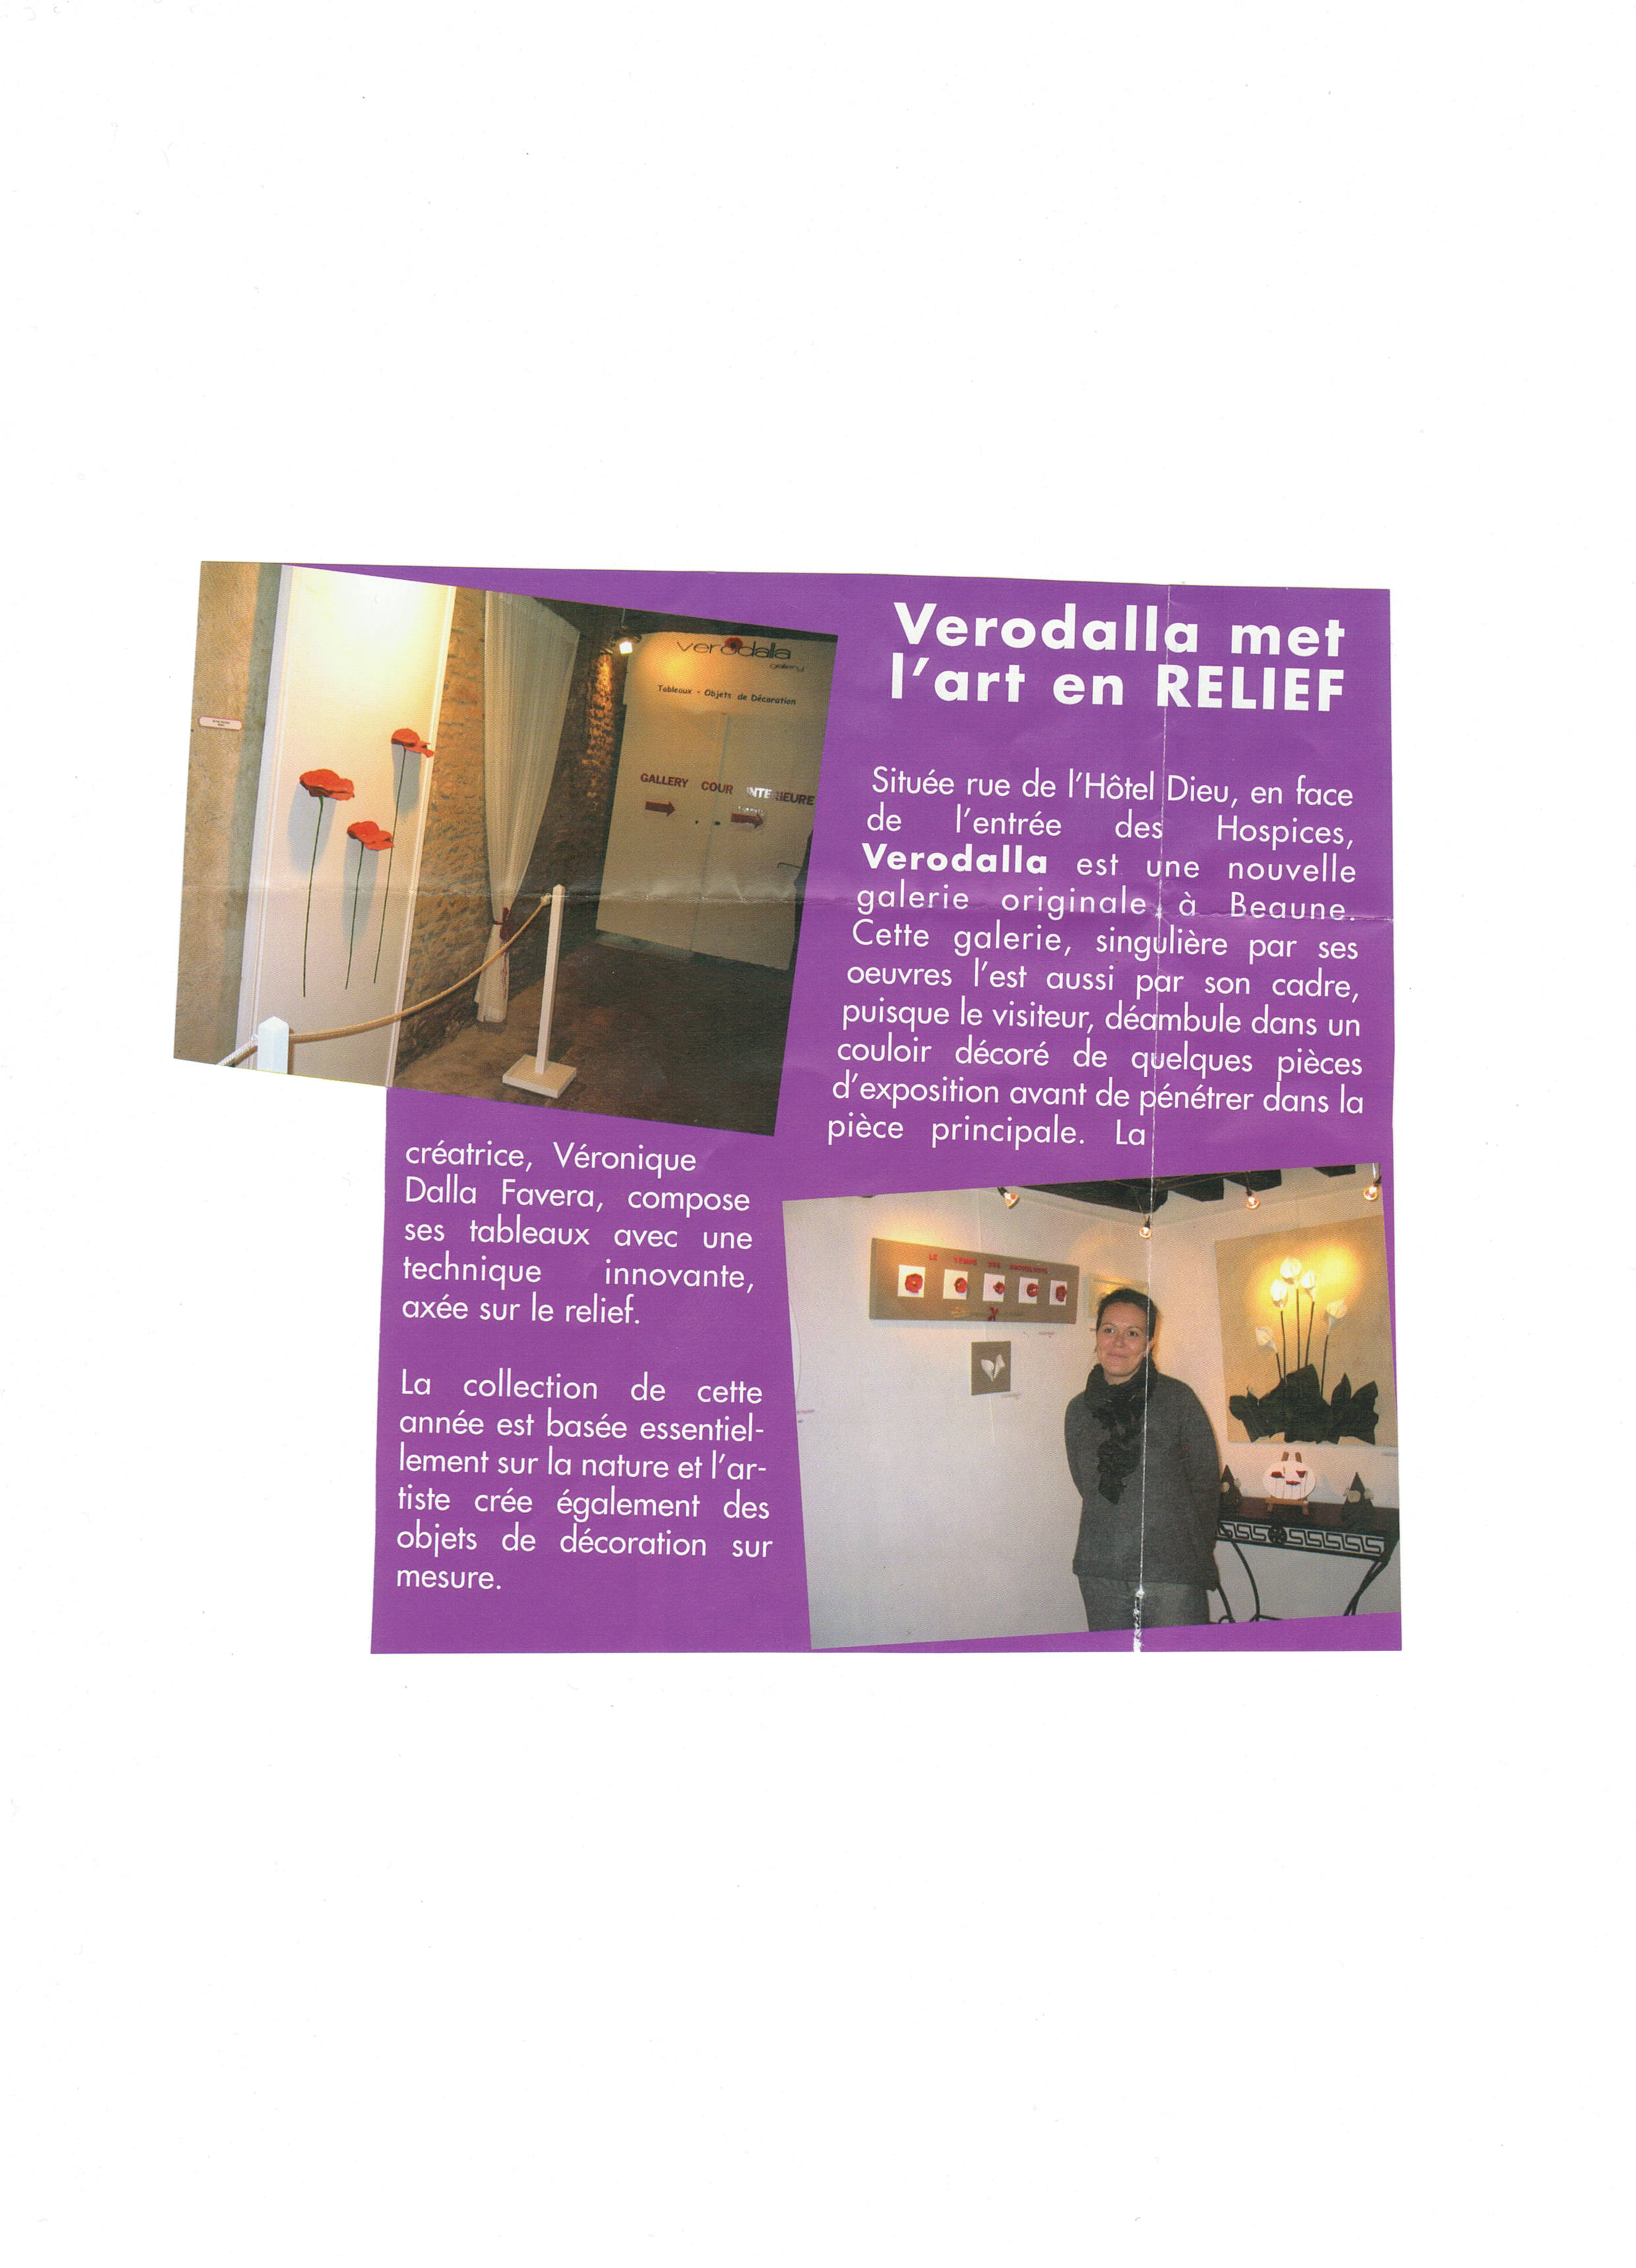 Verodalla met
l'art en RELIEF
Située rue de l'Hôtel Dieu, en face
de l'entrée des Hospices,
Verodalla est une nouvelle
galerie originale à Beaune.
Cette galerie, singulière par ses
oeuvres l'est aussi par son cadre,
puisque le visiteur, déambule dans un
couloir décoré de quelques pièces
d'exposition avant de pénétrer dans la
pièce principale. La
créatrice, Véronique
Dalla Favera, compose
ses tableaux avec une
technique innovante,
axée sur le relief.
La collection de cette
année est basée essentiel-
lement sur la nature et l'ar-
tiste crée également des
objets de décoration sur
mesure.
verodalla
gallery
Tableaux - Objets de Décoration
GALLERY COUR INTERIEURE
LE TEMPS DES